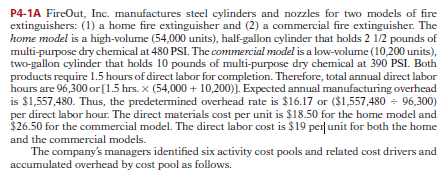 P4-1A FireOut, Inc. manufactures steel cylinders and nozzles for two models of fire
extinguishers: (1) a home fire extinguisher and (2) a commercial fire extinguisher. The
home model is a high-volume (54,000 units), half-gallon cylinder that holds 2 1/2 pounds of
multi-purpose dry chemical at 480 PSI. The commercial model is a low-volume (10,200 units),
two-gallon cylinder that holds 10 pounds of multi-purpose dry chemical at 390 PSI. Both
products require 1.5 hours of direct labor for completion. Therefore, total annual direct labor
hours are 96,300 or [1.5 hrs. × (54,000 + 10,200)]. Expected annual manufacturing overhead
is $1,557,480. Thus, the predetermined overhead rate is $16.17 or ($1,557,480 ÷ 96,300)
per direct labor hour. The direct materials cost per unit is $18.50 for the home model and
$26.50 for the commercial model. The direct labor cost is $19 per unit for both the home
and the commercial models.
The company's managers identified six activity cost pools and related cost drivers and
accumulated overhead by cost pool as follows.